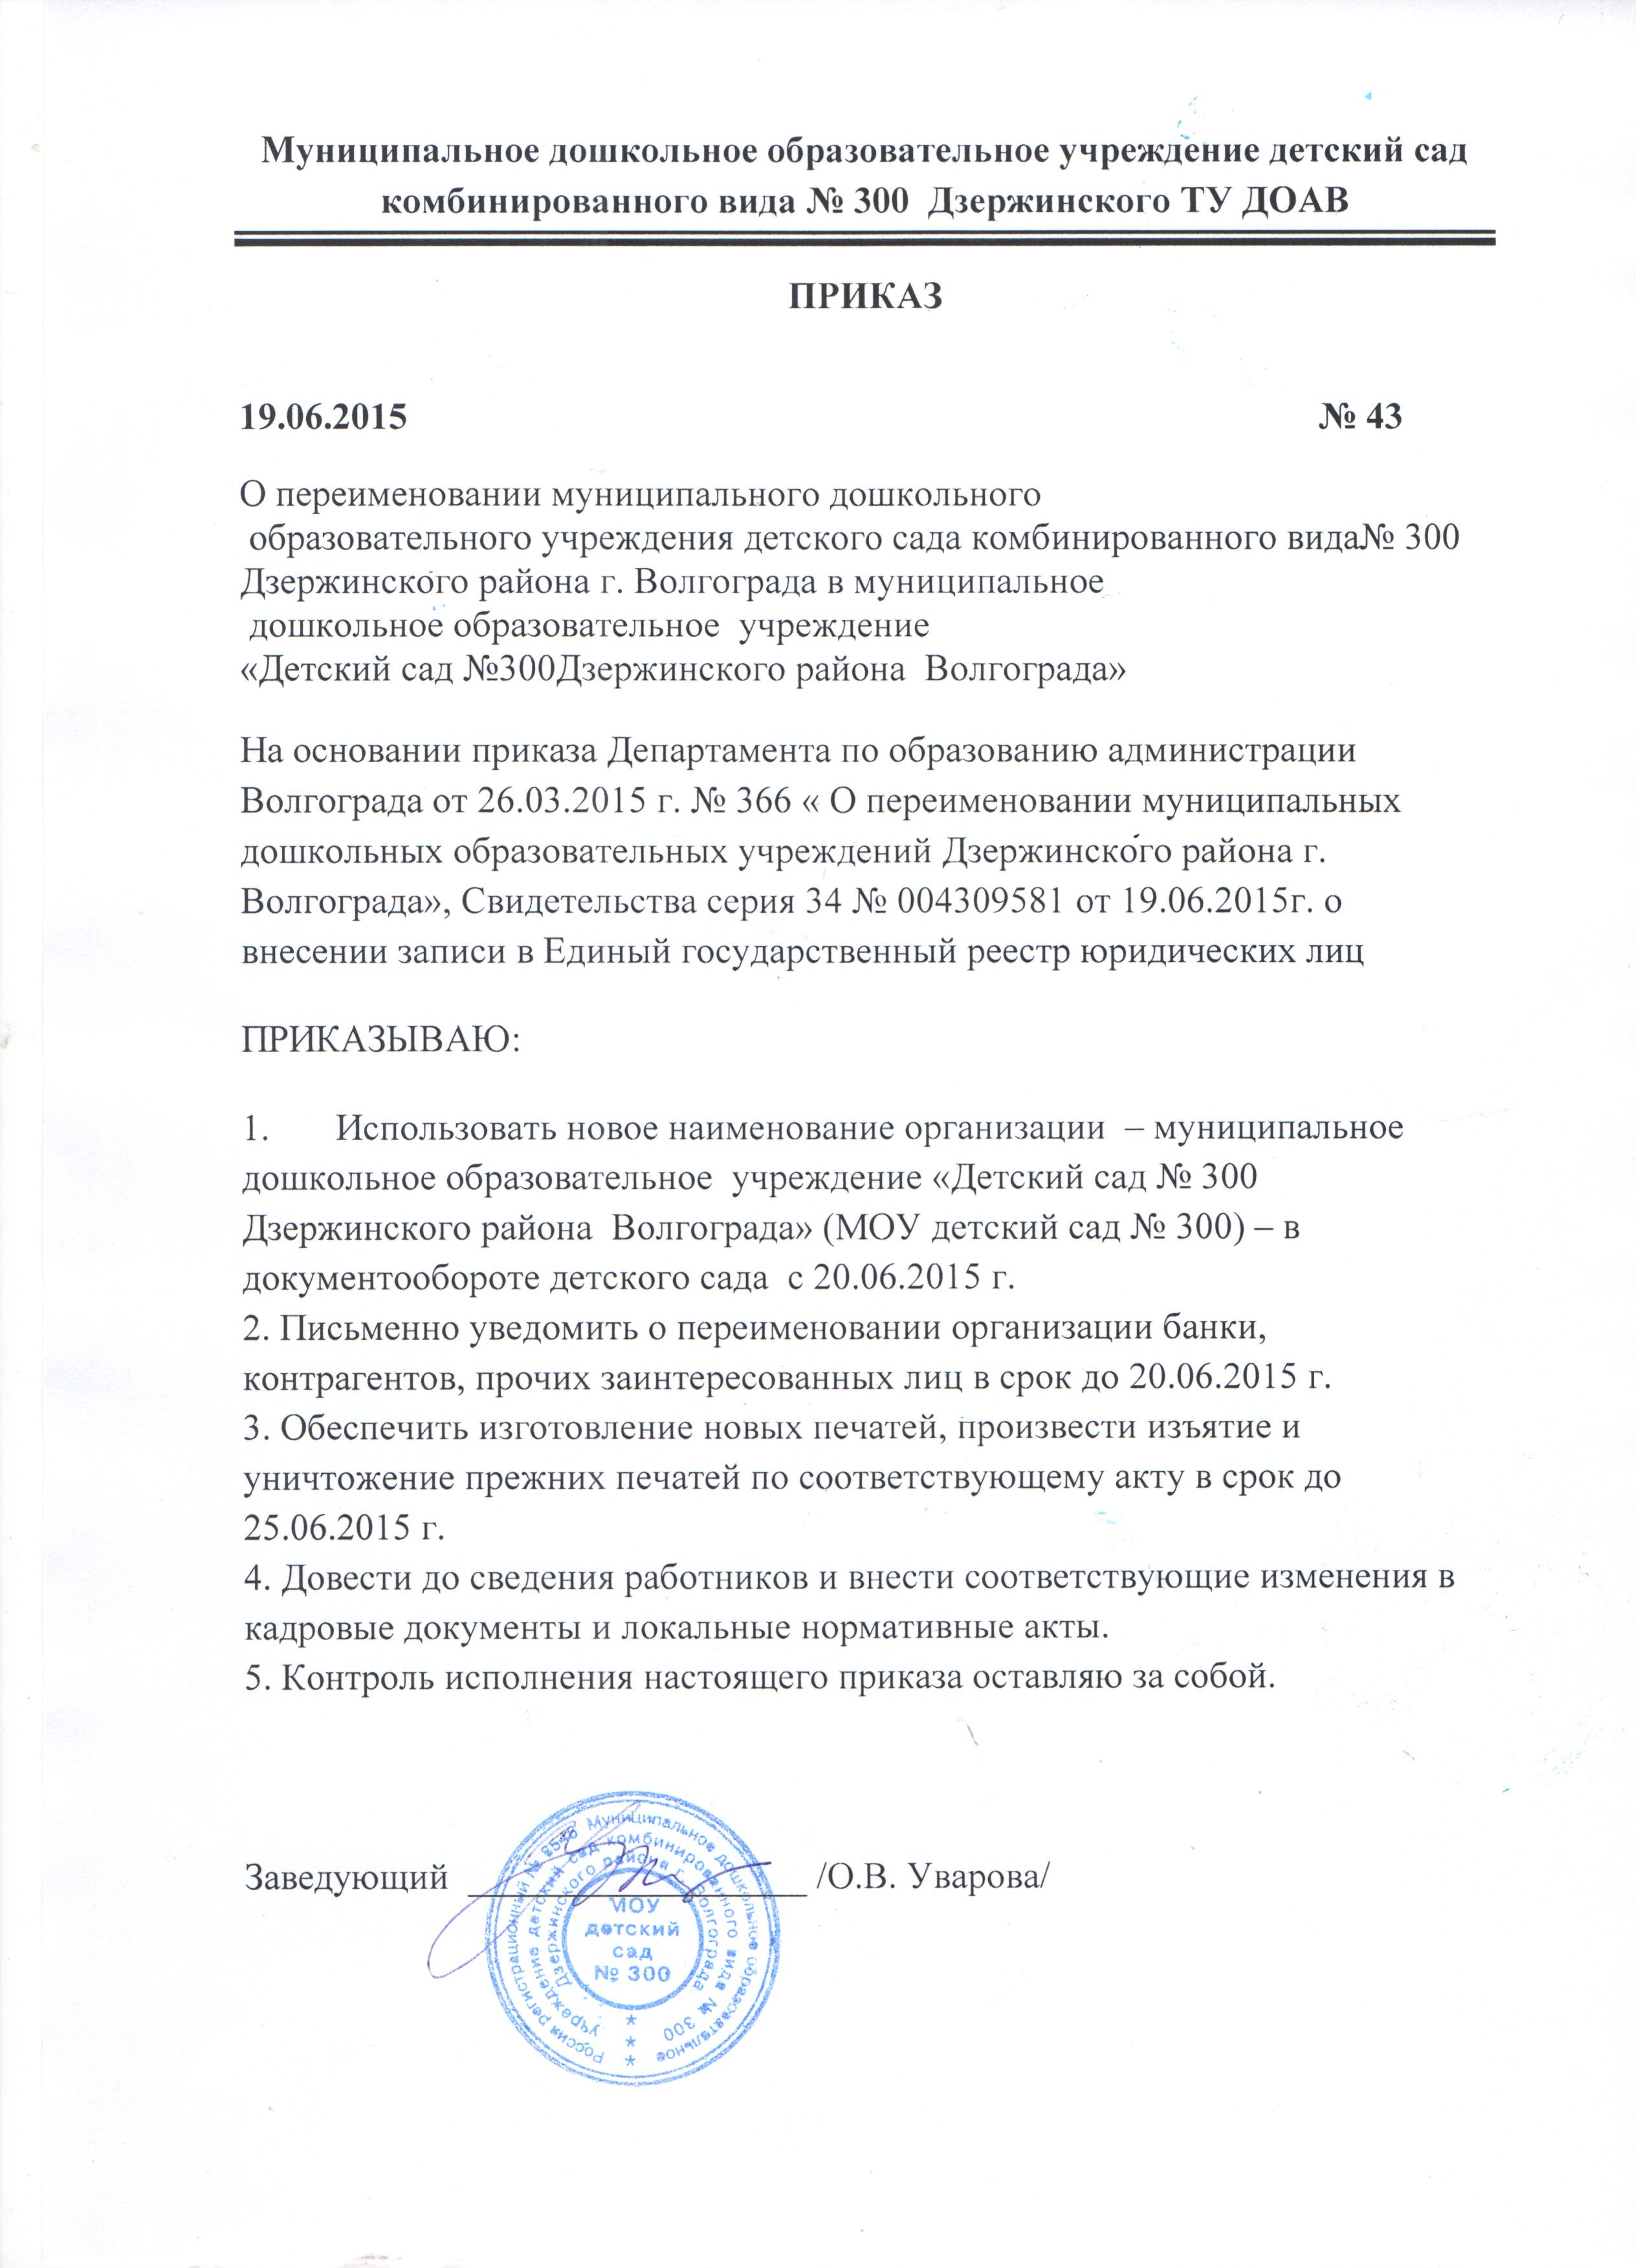 Муниципальное дошкольное образовательное учреждение детский сад
комбинированного вида № 300 Дзержинского ТУ ДОАВ
ПРИКАЗ
19.06.2015 № 43
О переименовании муниципального дошкольного
образовательного учреждения детского сада комбинированного вида№ 300
Дзержинского района г. Волгограда в муниципальное
дошкольное образовательное учреждение
«Детский сад №300Дзержинского района Волгограда»
На основании приказа Департамента по образованию администрации
Волгограда от 26.03.2015 г. № 366 « О переименовании муниципальных
дошкольных образовательных учреждений Дзержинского района г.
Волгограда», Свидетельства серия 34 № 004309581 от 19.06.2015г. о
внесении записи в Единый государственный реестр юридических лиц
ПРИКАЗЫВАЮ:
1. Использовать новое наименование организации – муниципальное
дошкольное образовательное учреждение «Детский сад № 300
Дзержинского района Волгограда» (МОУ детский сад № 300) – в
документообороте детского сада с 20.06.2015 г.
2. Письменно уведомить о переименовании организации банки,
контрагентов, прочих заинтересованных лиц в срок до 20.06.2015 г.
3. Обеспечить изготовление новых печатей, произвести изъятие и
уничтожение прежних печатей по соответствующему акту в срок до
25.06.2015 г.
4. Довести до сведения работников и внести соответствующие изменения в
кадровые документы и локальные нормативные акты.
5. Контроль исполнения настоящего приказа оставляю за собой.
Заведующий /О.В. Уварова/
Россия регистрационный № Муниципальное дошкольное образовательное
учреждение детский сад комбинированного вида № 300
Дзержинского района г. Волгограда
МОУ
детский
сад
№ 300